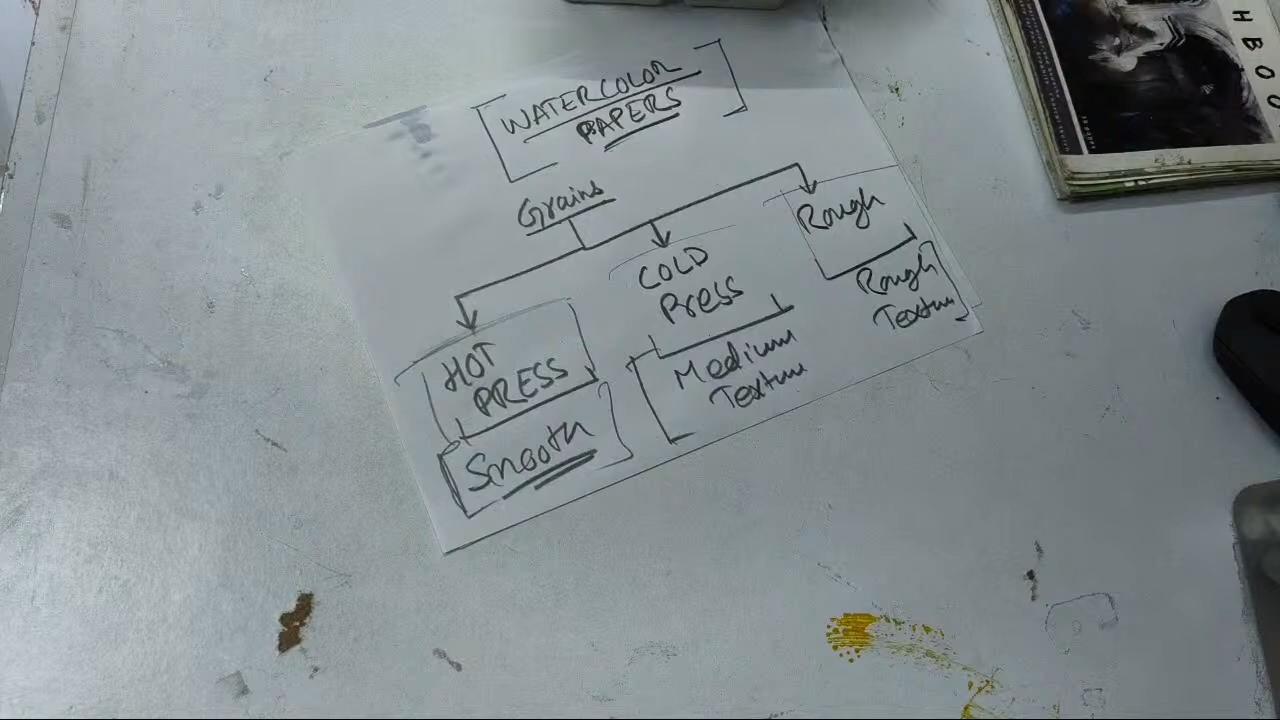 WATERCOLOR
PAPERS
Grains
HOT
PRESS
Smooth
COLD
Press
Medium
Texture
Rough
Rough
Texture
H B O